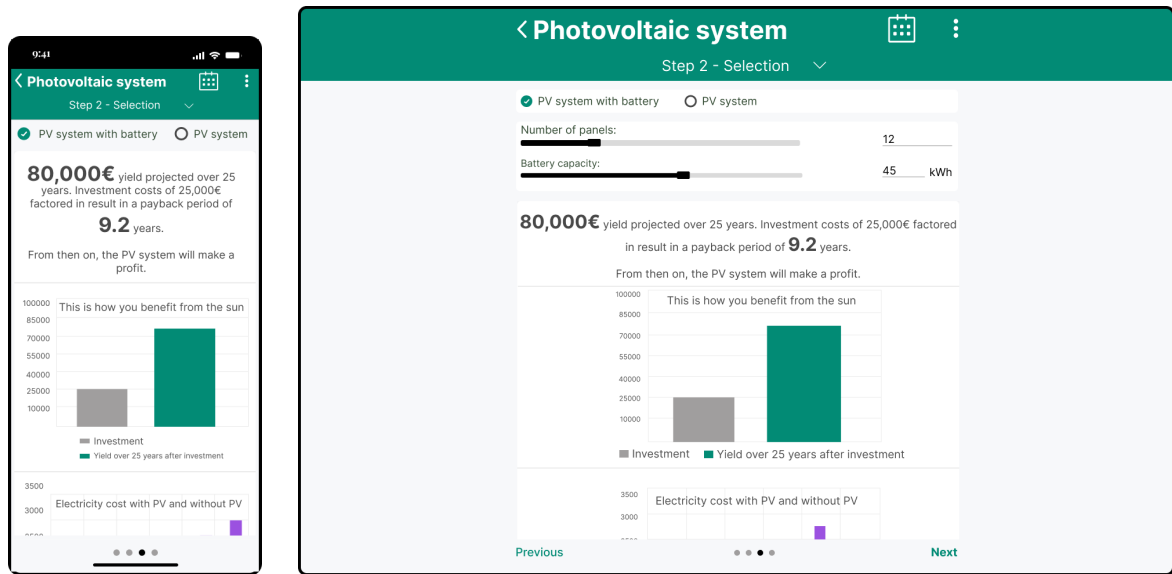 9:41
Photovoltaic system
Step 2 - Selection
PV system with battery
PV system
80,000€ yield projected over 25
years. Investment costs of 25,000€
factored in result in a payback period of
9.2 years.
From then on, the PV system will make a
profit.
This is how you benefit from the sun
100000
85000
70000
55000
40000
25000
10000
Investment
Yield over 25 years after investment
3500
Electricity cost with PV and without PV
3000
Photovoltaic system
Step 2 - Selection
PV system with battery
PV system
Number of panels:
12
Battery capacity:
45 kWh
80,000€ yield projected over 25 years. Investment costs of 25,000€ factored
in result in a payback period of 9.2 years.
From then on, the PV system will make a profit.
This is how you benefit from the sun
100000
85000
70000
55000
40000
25000
10000
Investment
Yield over 25 years after investment
3500
Electricity cost with PV and without PV
3000
Previous
Next